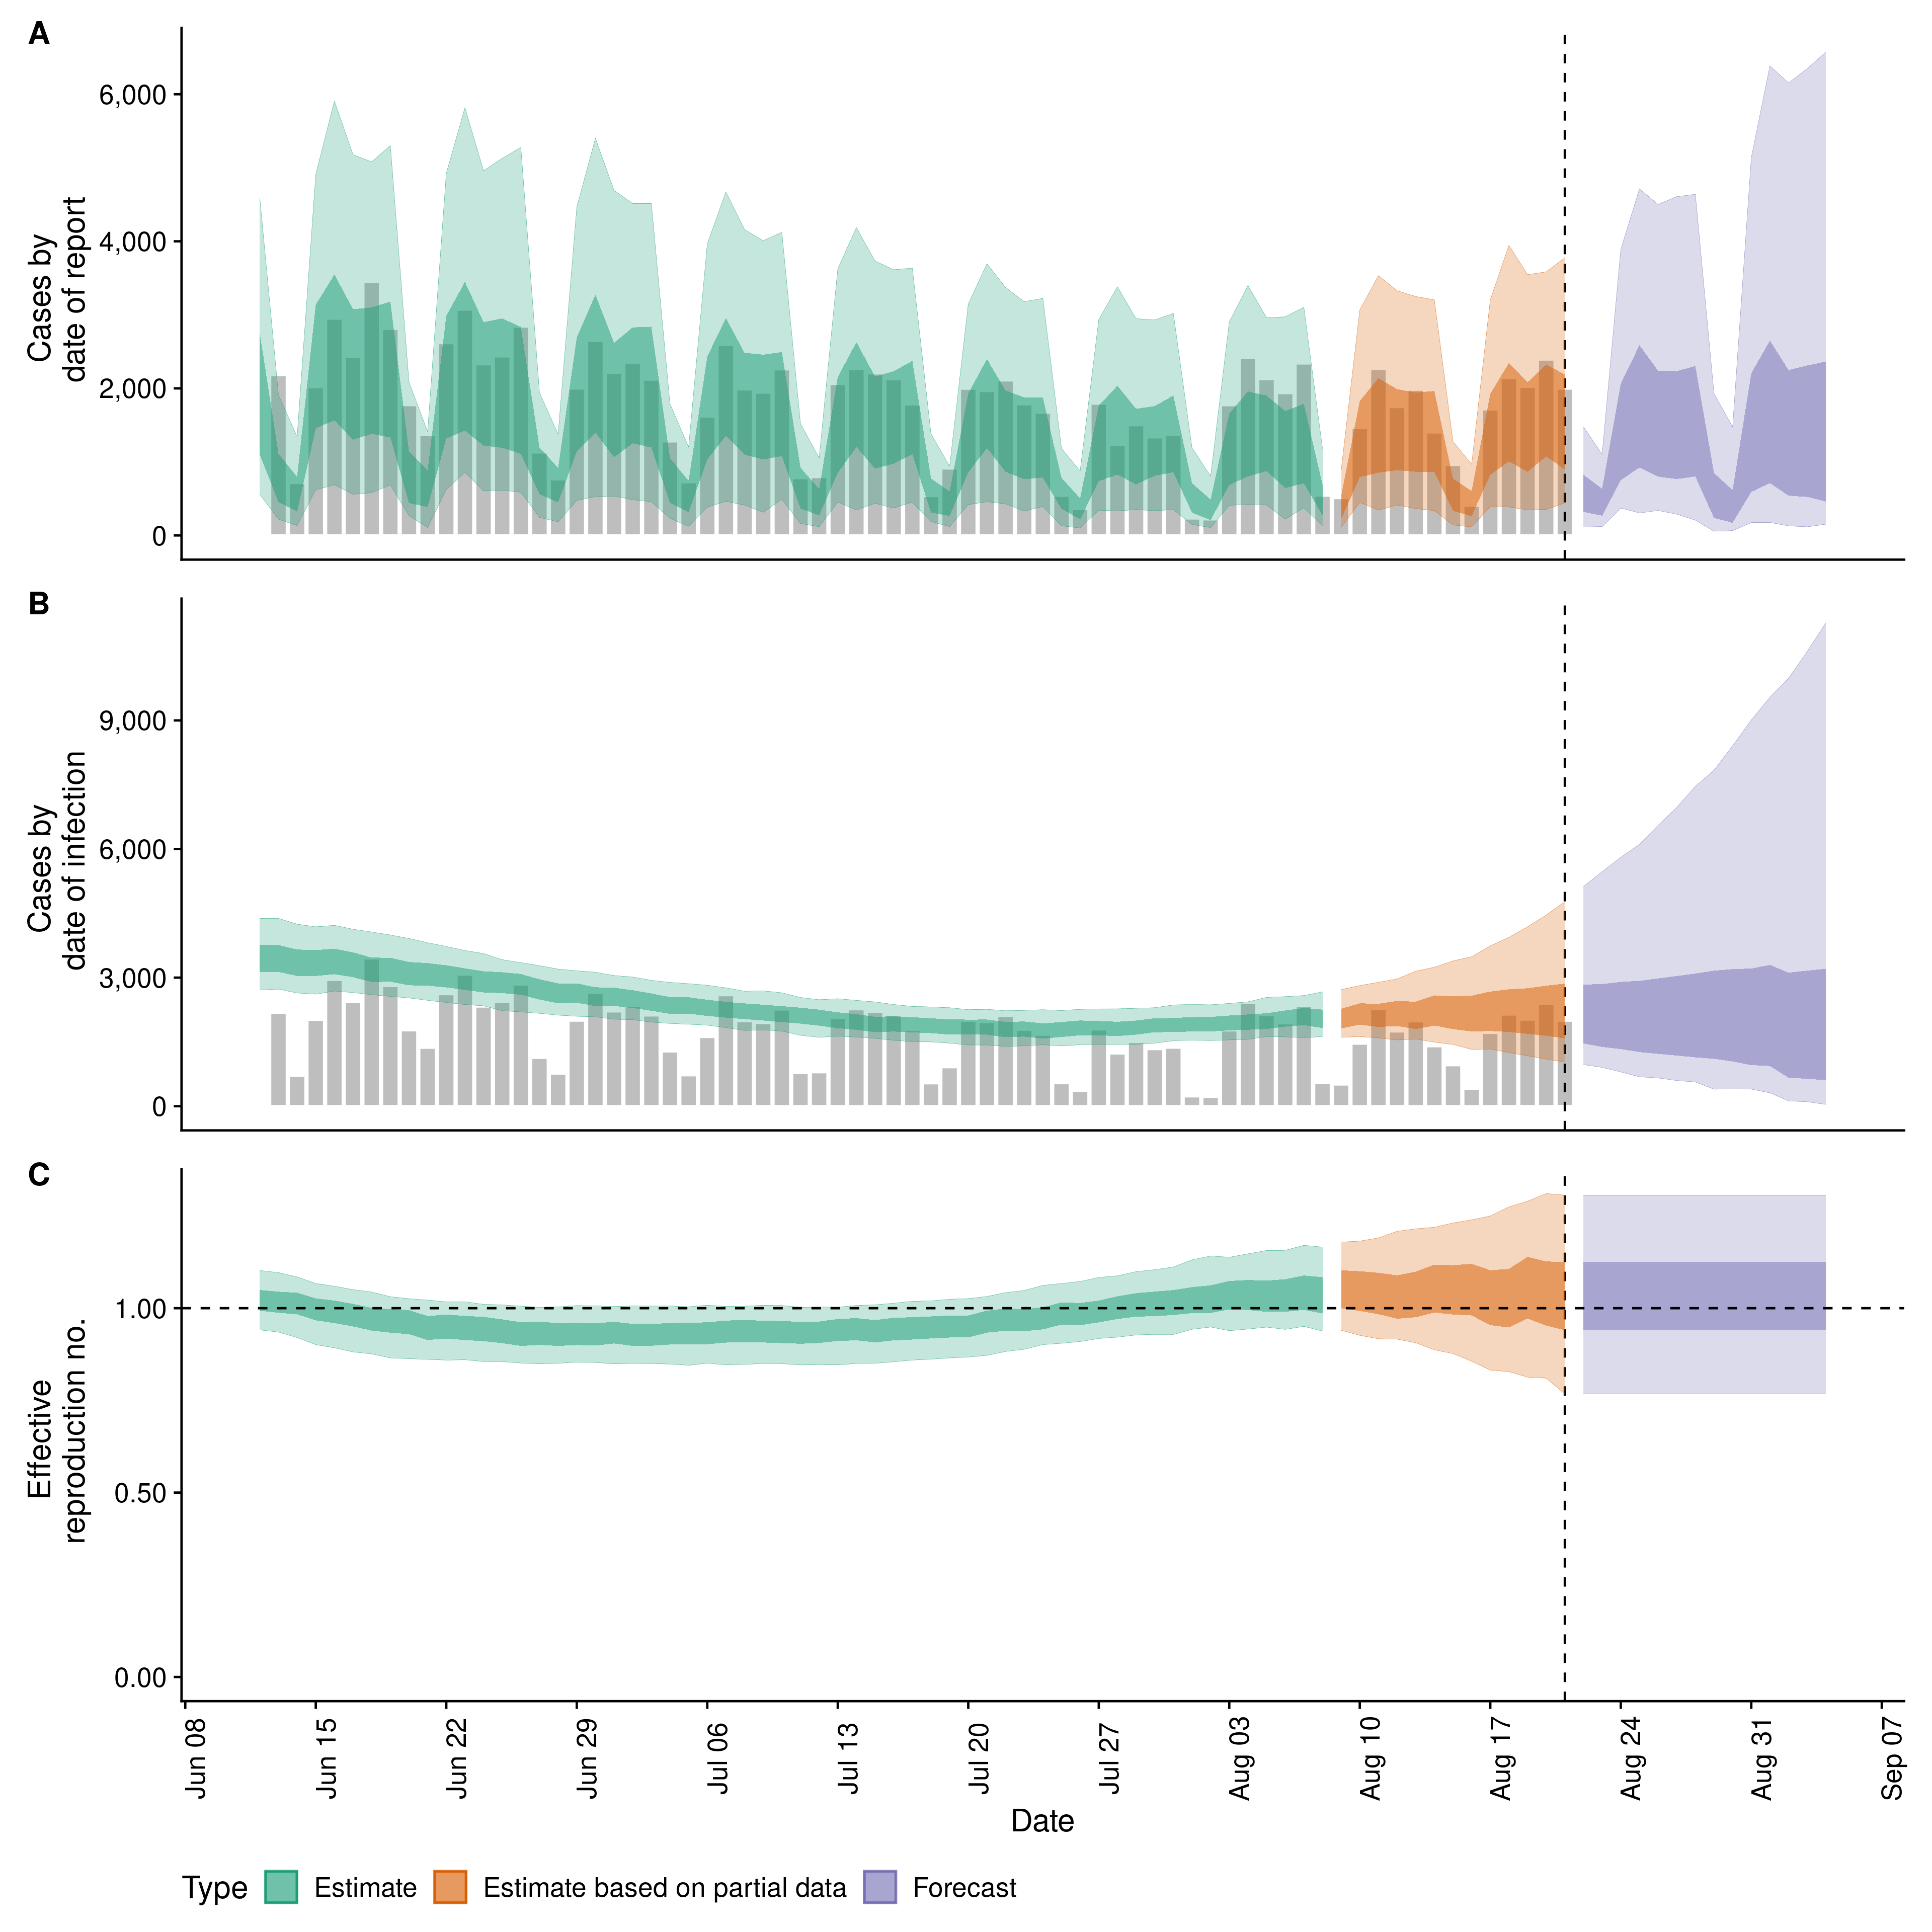 A
6,000
4,000
2,000
0
Cases by
date of report
B
9,000
6,000
3,000
0
Cases by
date of infection
C
1.00
0.50
0.00
Effective
reproduction no.
Jun 08
Jun 15
Jun 22
Jun 29
Jul 06
Jul 13
Jul 20
Jul 27
Aug 03
Aug 10
Aug 17
Aug 24
Aug 31
Sep 07
Date
Type Estimate Estimate based on partial data Forecast